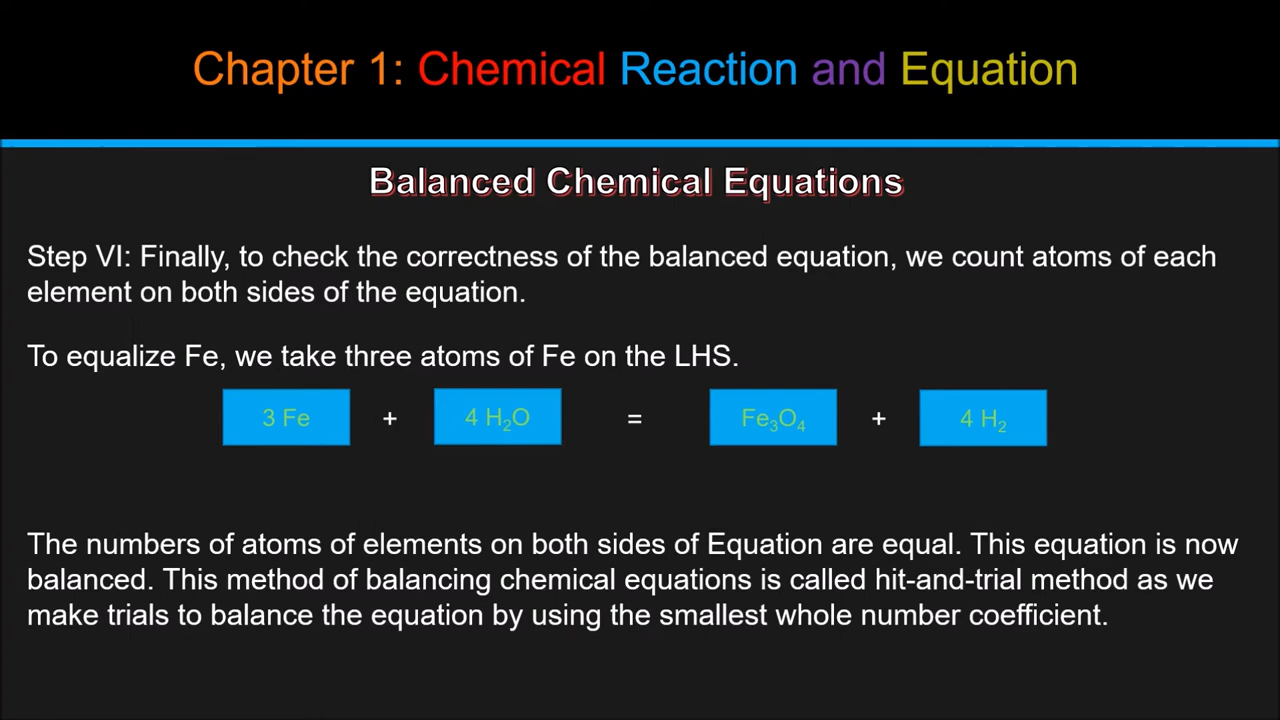 Chapter 1: Chemical Reaction and Equation
Balanced Chemical Equations
Step VI: Finally, to check the correctness of the balanced equation, we count atoms of each
element on both sides of the equation.
To equalize Fe, we take three atoms of Fe on the LHS.
3 Fe + 4 H₂O = Fe₃O₄ + 4 H₂
The numbers of atoms of elements on both sides of Equation are equal. This equation is now
balanced. This method of balancing chemical equations is called hit-and-trial method as we
make trials to balance the equation by using the smallest whole number coefficient.